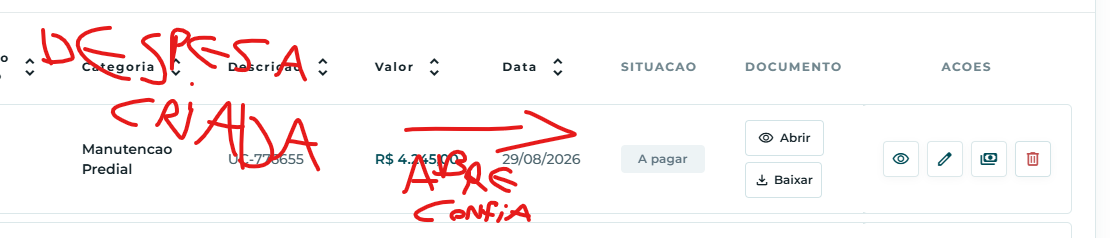 o
Categoria Descriçao Valor Data SITUACAO DOCUMENTO ACOES
DESPESA
CRIADA
Abrir
Manutencao
Predial
R$ 4.245,00 29/08/2026 A pagar
Baixar
ABRE
CONFIA